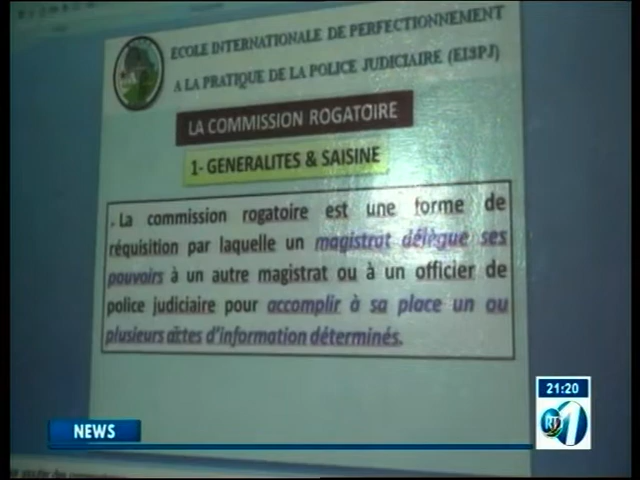 ECOLE INTERNATIONALE DE PERFECTIONNEMENT
A LA PRATIQUE DE LA POLICE JUDICIAIRE (EI3PJ)
LA COMMISSION ROGATOIRE
1- GENERALITES & SAISINE
La commission rogatoire est une forme de
réquisition par laquelle un magistrat délègue ses
pouvoirs à un autre magistrat ou à un officier de
police judiciaire pour accomplir à sa place un ou
plusieurs actes d'information déterminés.
21:20
RT1
NEWS